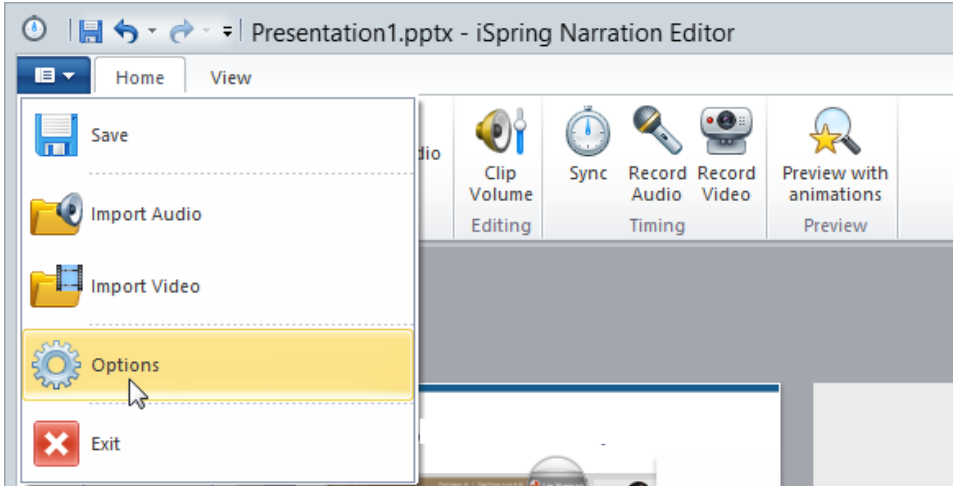 Presentation1.pptx - iSpring Narration Editor
Home View
Save
Import Audio
Import Video
Options
Exit
dio
Clip
Volume
Sync
Record
Audio
Record
Video
Preview with
animations
Editing
Timing
Preview